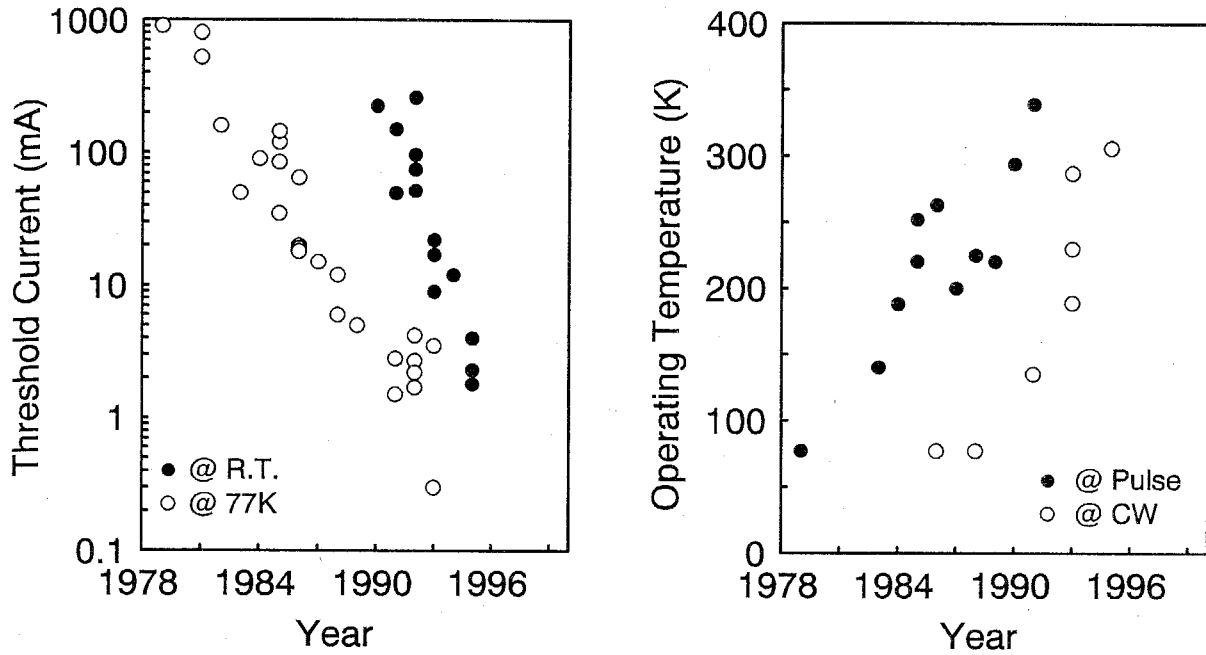 Threshold Current (mA)
1000
100
10
1
0.1
@ R.T.
@ 77K
1978
1984
1990
1996
Year
Operating Temperature (K)
400
300
200
100
0
@ Pulse
@ CW
1978
1984
1990
1996
Year